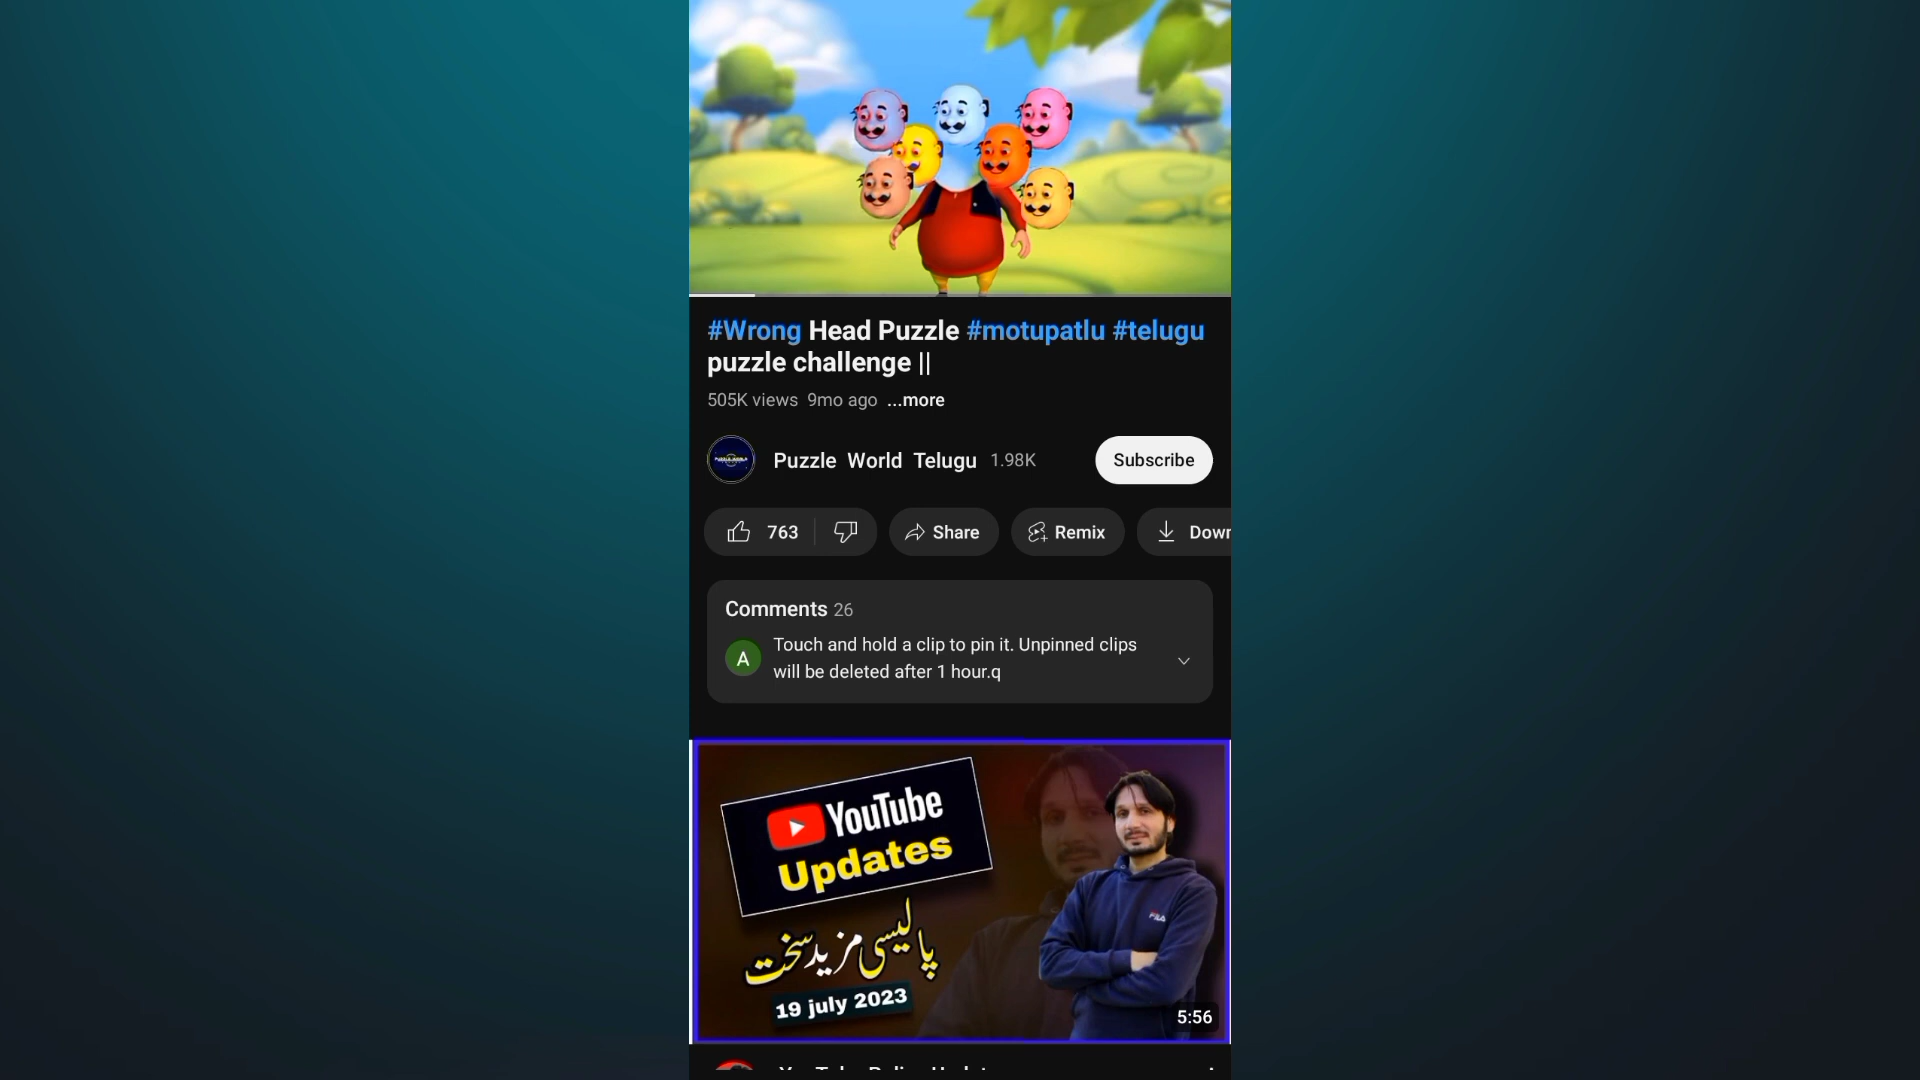 #Wrong Head Puzzle #motupatlu #telugu
puzzle challenge ||
505K views 9mo ago ...more
Puzzle World Telugu 1.98K
Subscribe
763
Share
Remix
Down
Comments 26
A
Touch and hold a clip to pin it. Unpinned clips
will be deleted after 1 hour.q
YouTube
Updates
پالیسی مزید سخت
19 july 2023
FILA
5:56